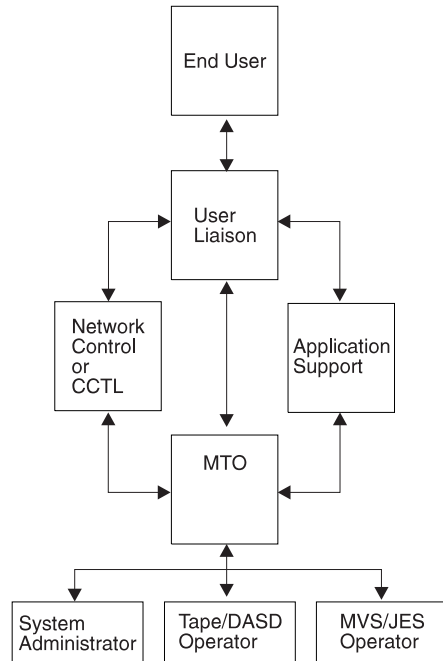 End User
User
Liaison
Network
Control
or
CCTL
Application
Support
MTO
System
Administrator
Tape/DASD
Operator
MVS/JES
Operator